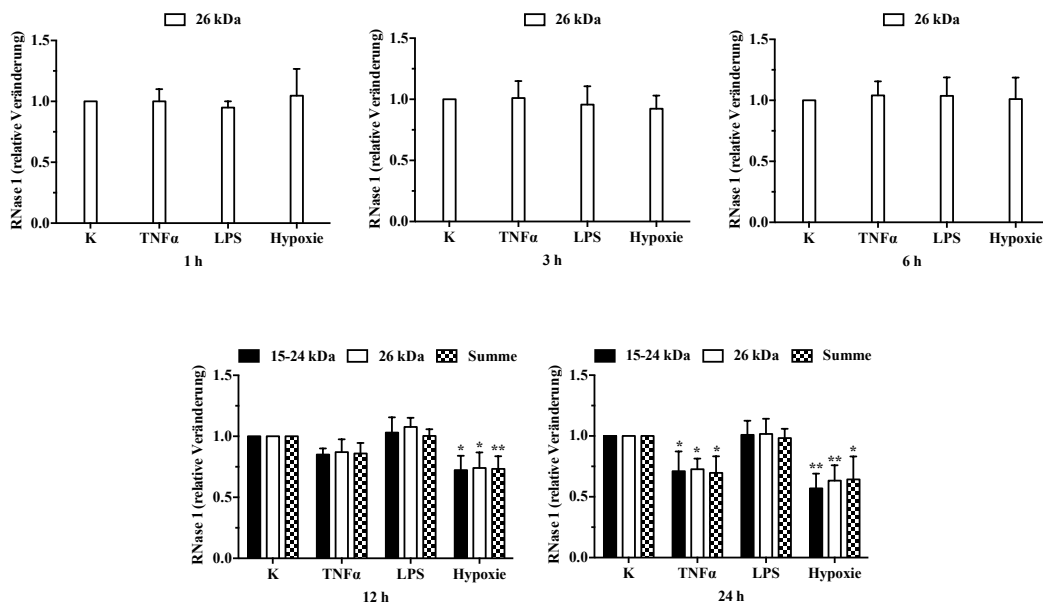 26 kDa
RNase 1 (relative Veränderung)
1.5
1.0
0.5
0.0
K TNFα LPS Hypoxie
1 h
26 kDa
RNase 1 (relative Veränderung)
1.5
1.0
0.5
0.0
K TNFα LPS Hypoxie
3 h
26 kDa
RNase 1 (relative Veränderung)
1.5
1.0
0.5
0.0
K TNFα LPS Hypoxie
6 h
15-24 kDa 26 kDa Summe
RNase 1 (relative Veränderung)
1.5
1.0
* * **
0.5
0.0
K TNFα LPS Hypoxie
12 h
15-24 kDa 26 kDa Summe
RNase 1 (relative Veränderung)
1.5
1.0
* * *
** ** *
0.5
0.0
K TNFα LPS Hypoxie
24 h